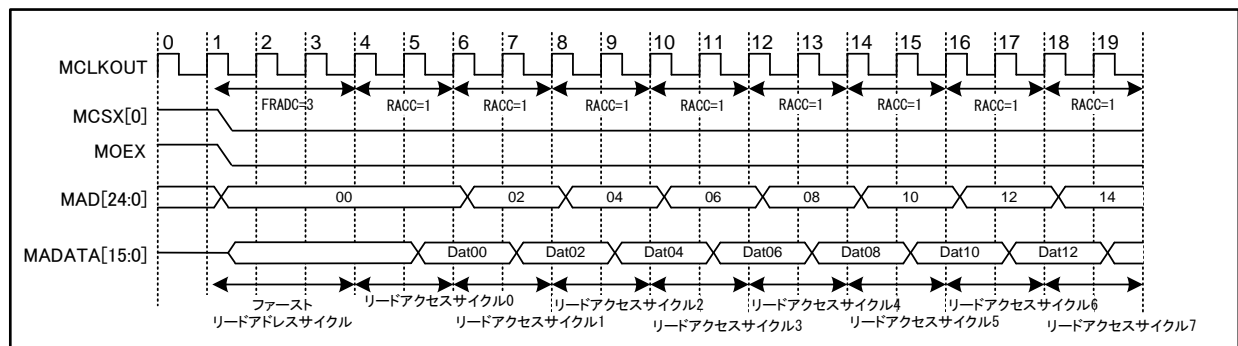 0 1 2 3 4 5 6 7 8 9 10 11 12 13 14 15 16 17 18 19
MCLKOUT
FRADC=3 RACC=1 RACC=1 RACC=1 RACC=1 RACC=1 RACC=1 RACC=1 RACC=1
MCSX[0]
MOEX
MAD[24:0] 00 02 04 06 08 10 12 14
MADATA[15:0] Dat00 Dat02 Dat04 Dat06 Dat08 Dat10 Dat12
ファースト リードアクセスサイクル0 リードアクセスサイクル2 リードアクセスサイクル4 リードアクセスサイクル6
リードアドレスサイクル リードアクセスサイクル1 リードアクセスサイクル3 リードアクセスサイクル5 リードアクセスサイクル7